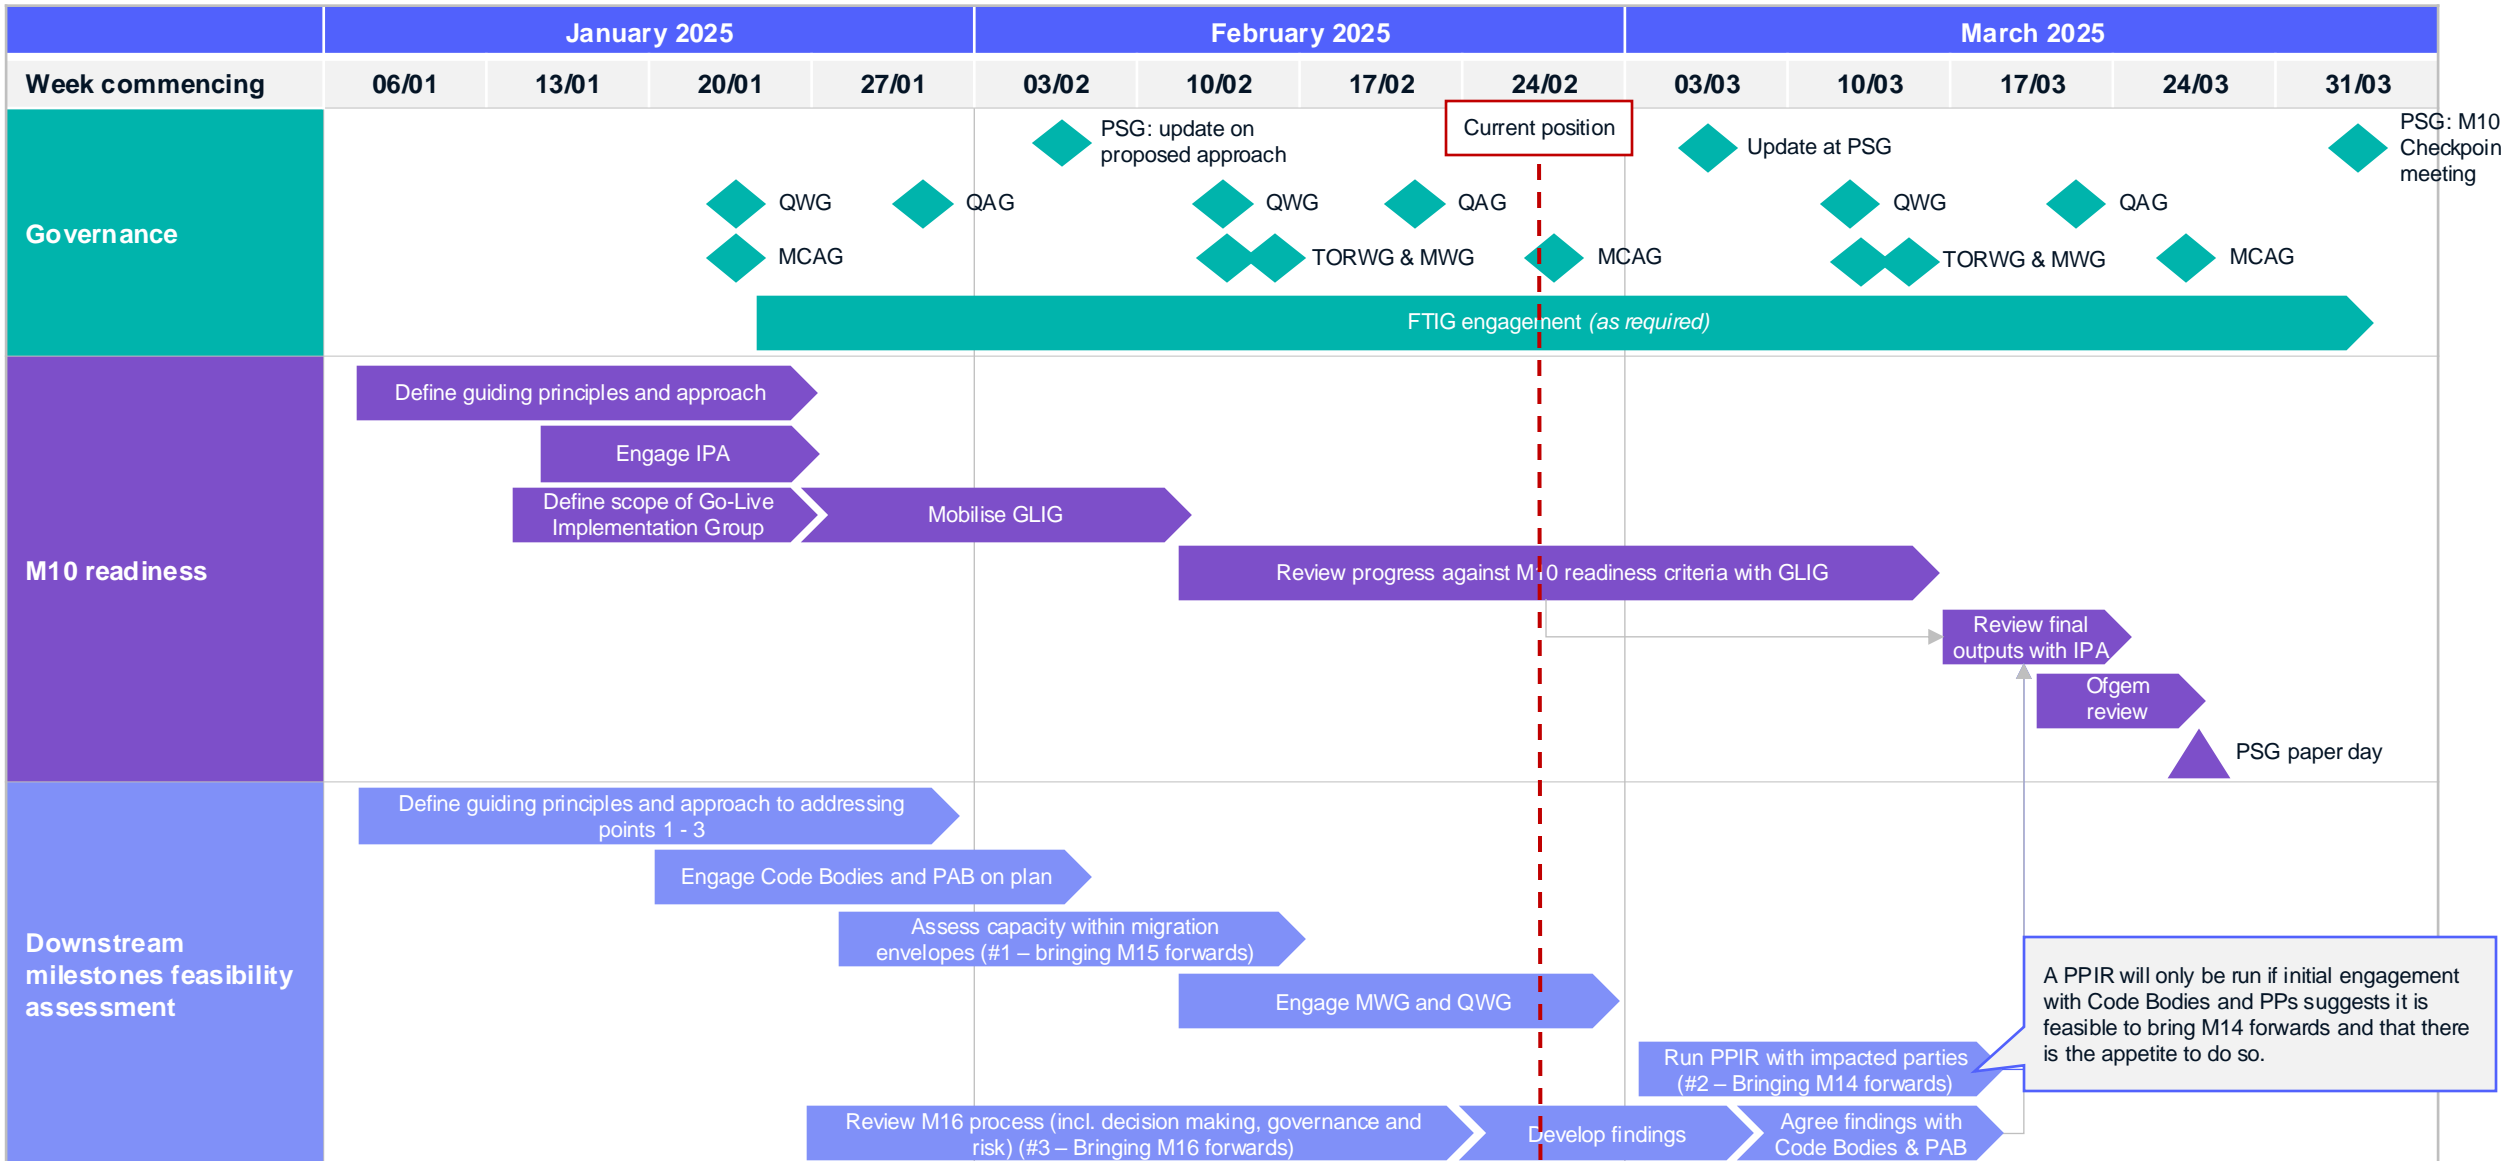 January 2025
February 2025
March 2025
Week commencing
06/01
13/01
20/01
27/01
03/02
10/02
17/02
24/02
03/03
10/03
17/03
24/03
31/03
Current position
Governance
PSG: update on
proposed approach
Update at PSG
PSG: M10
Checkpoin
meeting
QWG
QAG
QWG
QAG
QWG
QAG
MCAG
TORWG & MWG
MCAG
TORWG & MWG
MCAG
FTIG engagement (as required)
M10 readiness
Define guiding principles and approach
Engage IPA
Define scope of Go-Live
Implementation Group
Mobilise GLIG
Review progress against M10 readiness criteria with GLIG
Review final
outputs with IPA
Ofgem
review
PSG paper day
Downstream
milestones feasibility
assessment
Define guiding principles and approach to addressing
points 1 - 3
Engage Code Bodies and PAB on plan
Assess capacity within migration
envelopes (#1 – bringing M15 forwards)
Engage MWG and QWG
A PPIR will only be run if initial engagement
with Code Bodies and PPs suggests it is
feasible to bring M14 forwards and that there
is the appetite to do so.
Run PPIR with impacted parties
(#2 – Bringing M14 forwards)
Review M16 process (incl. decision making, governance and
risk) (#3 – Bringing M16 forwards)
Develop findings
Agree findings with
Code Bodies & PAB